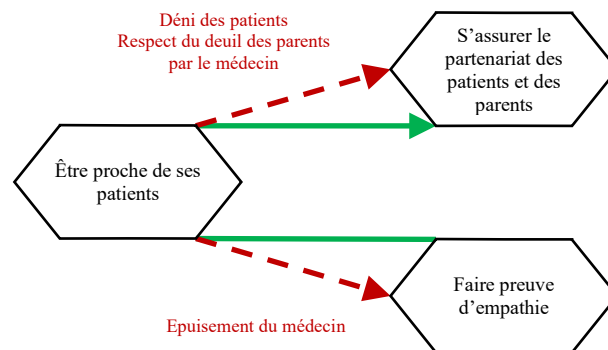 Déni des patients
Respect du deuil des parents
par le médecin
S’assurer le
partenariat des
patients et des
parents
Être proche de ses
patients
Faire preuve
d’empathie
Epuisement du médecin